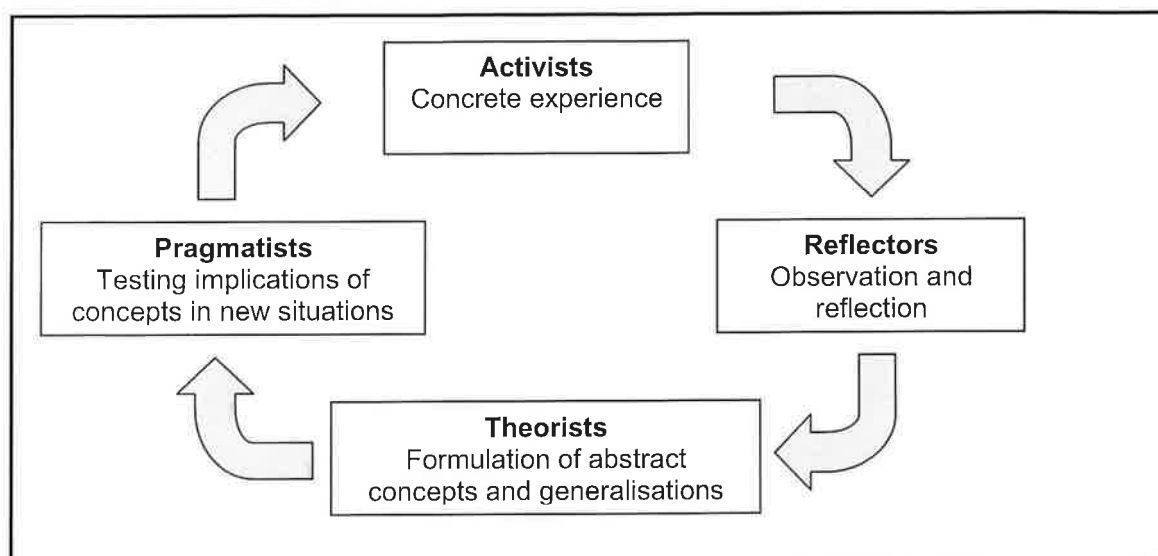 Activists
Concrete experience
Reflectors
Observation and
reflection
Theorists
Formulation of abstract
concepts and generalisations
Pragmatists
Testing implications of
concepts in new situations